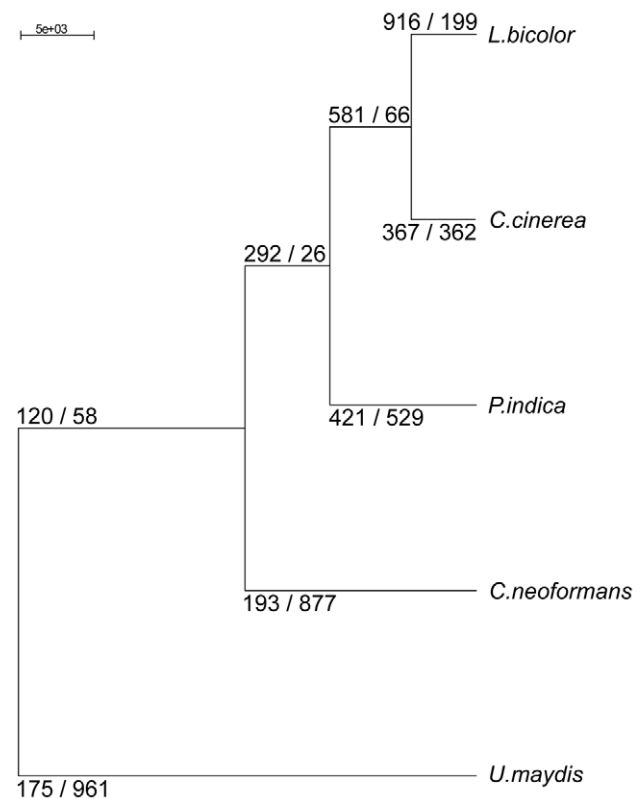 916 / 199
5e+03
L.bicolor
581 / 66
C.cinerea
367 / 362
292 / 26
P.indica
421 / 529
120 / 58
C.neoformans
193 / 877
U.maydis
175 / 961